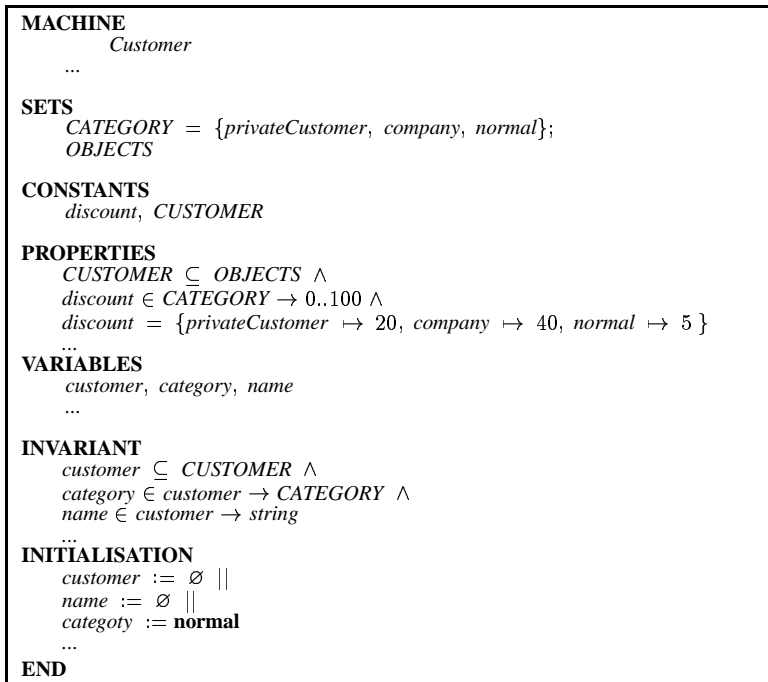 MACHINE
Customer
...
SETS
CATEGORY = {privateCustomer, company, normal};
OBJECTS
CONSTANTS
discount, CUSTOMER
PROPERTIES
CUSTOMER ⊆ OBJECTS ∧
discount ∈ CATEGORY → 0..100 ∧
discount = {privateCustomer ↦ 20, company ↦ 40, normal ↦ 5 }
...
VARIABLES
customer, category, name
...
INVARIANT
customer ⊆ CUSTOMER ∧
category ∈ customer → CATEGORY ∧
name ∈ customer → string
...
INITIALISATION
customer := ∅ ||
name := ∅ ||
categoty := normal
...
END